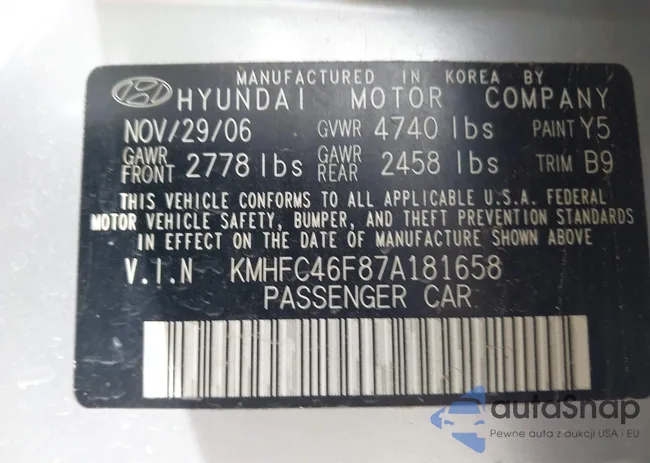 MANUFACTURED IN KOREA BY
HYUNDAI MOTOR COMPANY
NOV/29/06 GVWR 4740 lbs PAINT Y5
GAWR FRONT 2778 lbs GAWR REAR 2458 lbs TRIM B9
THIS VEHICLE CONFORMS TO ALL APPLICABLE U.S.A. FEDERAL
MOTOR VEHICLE SAFETY, BUMPER, AND THEFT PREVENTION STANDARDS
IN EFFECT ON THE DATE OF MANUFACTURE SHOWN ABOVE
V.I.N KMHFC46F87A181658
PASSENGER CAR
autoSnap
Pewne auta z aukcji USA i EU